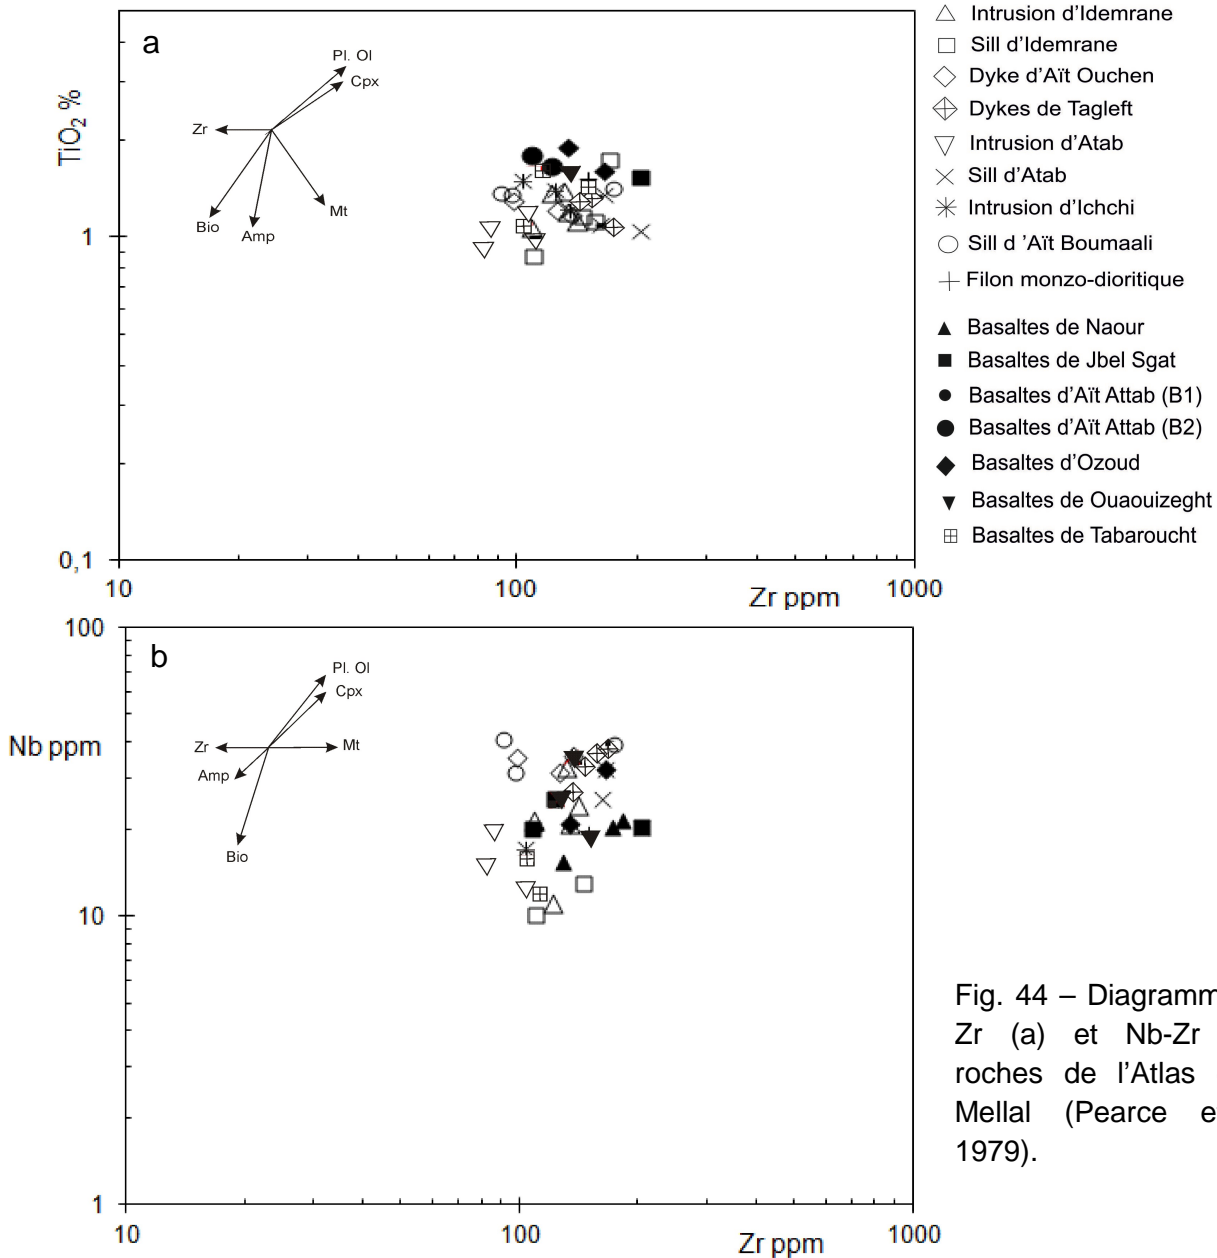 a
Pl. Ol
Cpx
Zr
Mt
Bio
Amp
TiO₂ %
1
0,1
10
100
Zr ppm
1000
Intrusion d'Idemrane
Sill d'Idemrane
Dyke d'Aït Ouchen
Dykes de Tagleft
Intrusion d'Atab
Sill d'Atab
Intrusion d'Ichchi
Sill d 'Aït Boumaali
Filon monzo-dioritique
Basaltes de Naour
Basaltes de Jbel Sgat
Basaltes d'Aït Attab (B1)
Basaltes d'Aït Attab (B2)
Basaltes d'Ozoud
Basaltes de Ouaouizeght
Basaltes de Tabaroucht
100
b
Pl. Ol
Cpx
Zr
Mt
Amp
Bio
Nb ppm
10
1
10
100
Zr ppm
1000
Fig. 44 – Diagramm
Zr (a) et Nb-Zr
roches de l'Atlas
Mellal (Pearce e
1979).